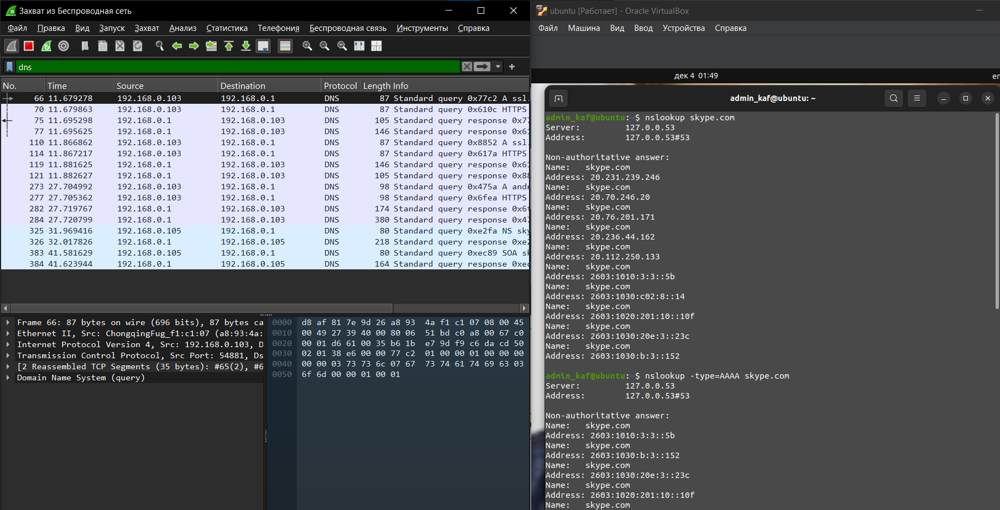 Захват из Беспроводная сеть
Файл Правка Вид Запуск Захват Анализ Статистика Телефония Беспроводная связь Инструменты Справка
dns
No. Time Source Destination Protocol Length Info
66 11.679278 192.168.0.103 192.168.0.1 DNS 87 Standard query 0x77c2 A ssl.
70 11.679863 192.168.0.103 192.168.0.1 DNS 87 Standard query 0x610c HTTPS
75 11.695298 192.168.0.1 192.168.0.103 DNS 105 Standard query response 0x77
77 11.695625 192.168.0.1 192.168.0.103 DNS 146 Standard query response 0x61
110 11.866862 192.168.0.103 192.168.0.1 DNS 87 Standard query 0x8852 A ssl.
114 11.867217 192.168.0.103 192.168.0.1 DNS 87 Standard query 0x617a HTTPS
119 11.881625 192.168.0.1 192.168.0.103 DNS 146 Standard query response 0x61
121 11.882627 192.168.0.1 192.168.0.103 DNS 105 Standard query response 0x88
273 27.704992 192.168.0.103 192.168.0.1 DNS 98 Standard query 0x475a A andr
277 27.705362 192.168.0.103 192.168.0.1 DNS 98 Standard query 0x6fea HTTPS
282 27.719767 192.168.0.1 192.168.0.103 DNS 174 Standard query response 0x6f
284 27.720799 192.168.0.1 192.168.0.103 DNS 380 Standard query response 0x47
325 31.969416 192.168.0.105 192.168.0.1 DNS 80 Standard query 0xe2fa NS sky
326 32.017826 192.168.0.1 192.168.0.105 DNS 218 Standard query response 0xe2
383 41.581629 192.168.0.105 192.168.0.1 DNS 80 Standard query 0xec89 SOA sk
384 41.623944 192.168.0.1 192.168.0.105 DNS 164 Standard query response 0xec
Frame 66: 87 bytes on wire (696 bits), 87 bytes ca
Ethernet II, Src: ChongqingFug_f1:c1:07 (a8:93:4a:
Internet Protocol Version 4, Src: 192.168.0.103, D
Transmission Control Protocol, Src Port: 54881, Ds
[2 Reassembled TCP Segments (35 bytes): #65(2), #6
Domain Name System (query)
0000 d8 af 81 7e 9d 26 a8 93 4a f1 c1 07 08 00 45
0010 00 49 27 39 40 00 80 06 51 bd c0 a8 00 67 c0
0020 00 01 d6 61 00 35 b6 1b e7 9d f9 c6 da cd 50
0030 02 01 38 e6 00 00 77 c2 01 00 00 01 00 00 00
0040 00 00 03 73 73 6c 07 67 73 74 61 74 69 63 03
0050 6f 6d 00 00 01 00 01
ubuntu [Работает] - Oracle VirtualBox
Файл Машина Вид Ввод Устройства Справка
дек 4 01:49
en
admin_kaf@ubuntu: ~
admin_kaf@ubuntu:~$ nslookup skype.com
Server: 127.0.0.53
Address: 127.0.0.53#53
Non-authoritative answer:
Name: skype.com
Address: 20.231.239.246
Name: skype.com
Address: 20.70.246.20
Name: skype.com
Address: 20.76.201.171
Name: skype.com
Address: 20.236.44.162
Name: skype.com
Address: 20.112.250.133
Name: skype.com
Address: 2603:1010:3:3::5b
Name: skype.com
Address: 2603:1030:c02:8::14
Name: skype.com
Address: 2603:1020:201:10::10f
Name: skype.com
Address: 2603:1030:20e:3::23c
Name: skype.com
Address: 2603:1030:b:3::152
admin_kaf@ubuntu:~$ nslookup -type=AAAA skype.com
Server: 127.0.0.53
Address: 127.0.0.53#53
Non-authoritative answer:
Name: skype.com
Address: 2603:1010:3:3::5b
Name: skype.com
Address: 2603:1030:b:3::152
Name: skype.com
Address: 2603:1030:20e:3::23c
Name: skype.com
Address: 2603:1020:201:10::10f
Name: skype.com